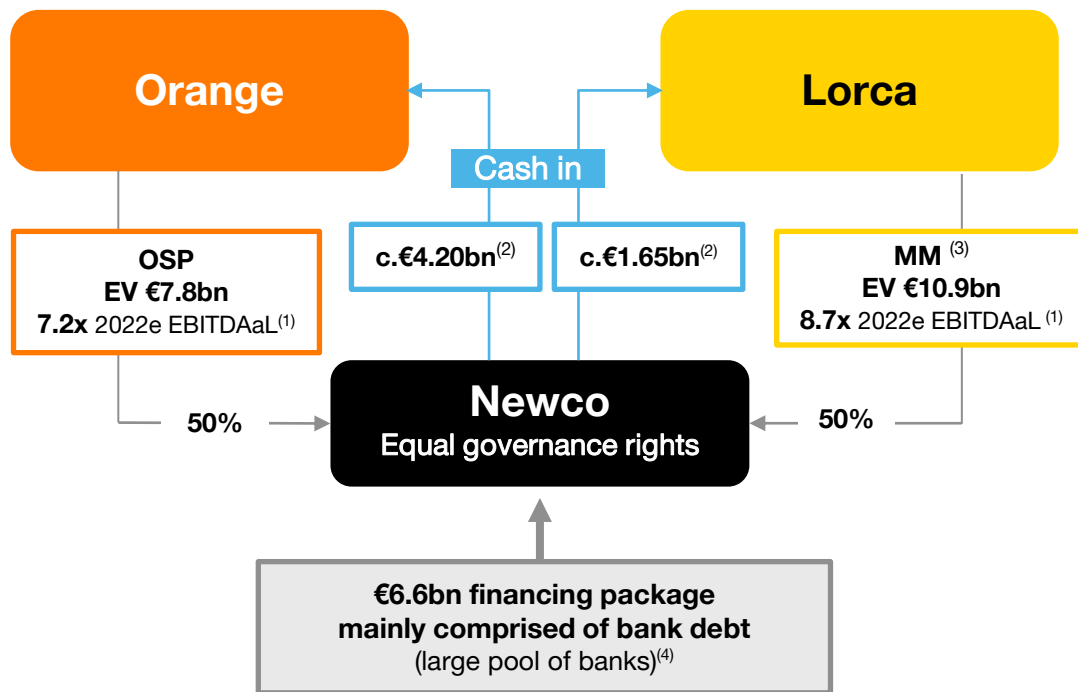 Orange
Lorca
Cash in
OSP
EV €7.8bn
7.2x 2022e EBITDAaL(1)
c.€4.20bn(2)
c.€1.65bn(2)
MM (3)
EV €10.9bn
8.7x 2022e EBITDAaL (1)
50%
Newco
Equal governance rights
50%
€6.6bn financing package
mainly comprised of bank debt
(large pool of banks)(4)